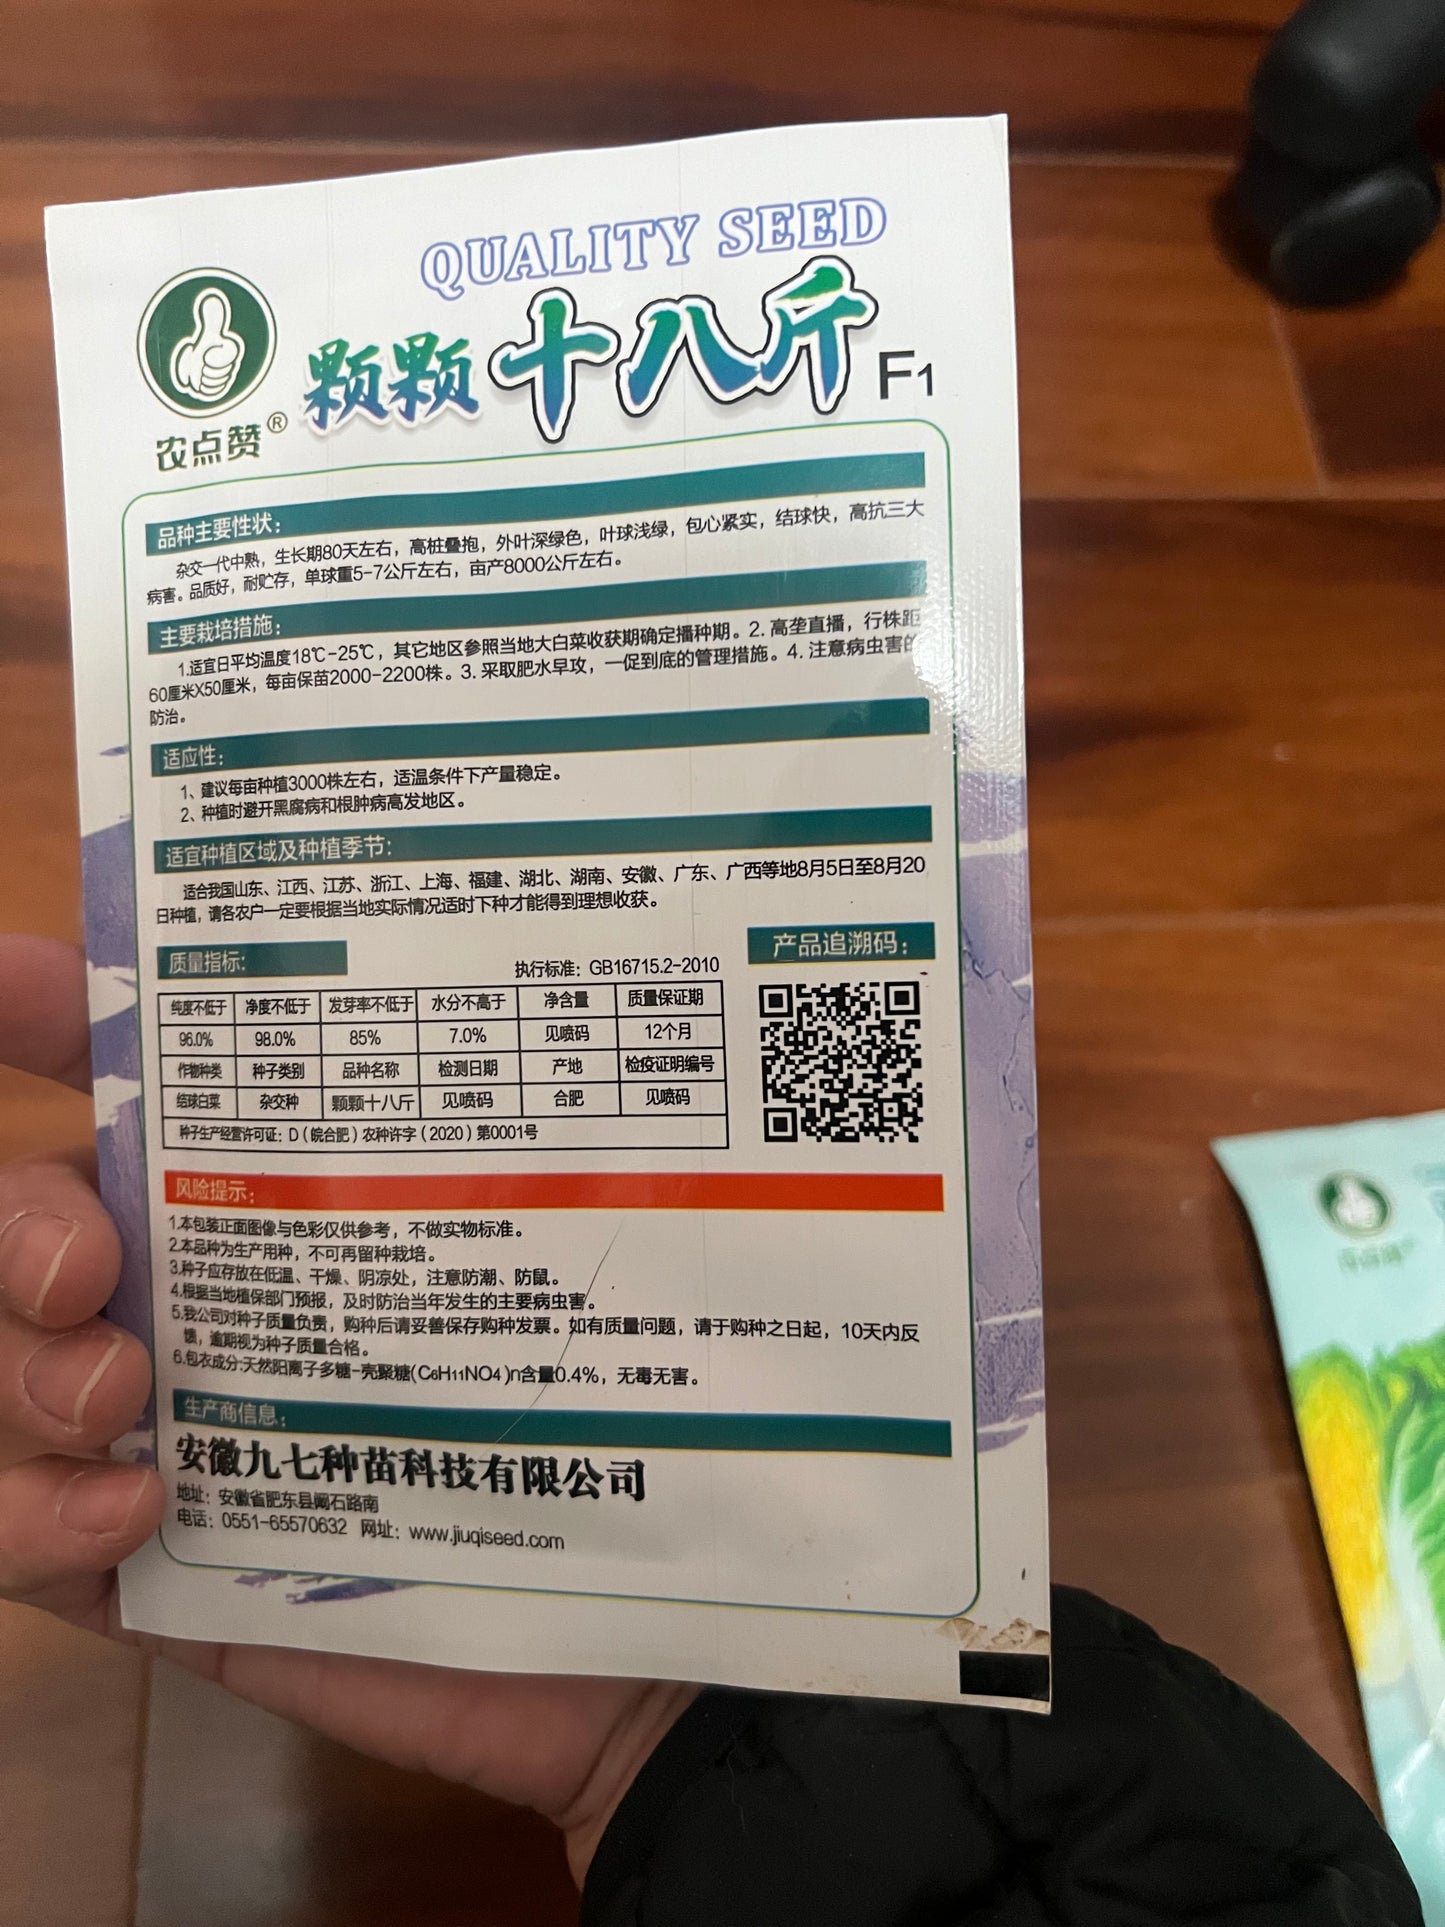 QUALITY SEED
颗颗十八斤 F1
农点赞®
品种主要性状：
杂交一代中熟，生长期80天左右，高桩叠抱，外叶深绿色，叶球浅绿，包心紧实，结球快，高抗三大
病害。品质好，耐贮存，单球重5-7公斤左右，亩产8000公斤左右。
主要栽培措施：
1.适宜日平均温度18℃-25℃，其它地区参照当地大白菜收获期确定播种期。2.高垄直播，行株距
60厘米X50厘米，每亩保苗2000-2200株。3.采取肥水早攻，一促到底的管理措施。4.注意病虫害的
防治。
适应性：
1、建议每亩种植3000株左右，适温条件下产量稳定。
2、种植时避开黑腐病和根肿病高发地区。
适宜种植区域及种植季节：
适合我国山东、江西、江苏、浙江、上海、福建、湖北、湖南、安徽、广东、广西等地8月5日至8月20
日种植，请各农户一定要根据当地实际情况适时下种才能得到理想收获。
质量指标：
执行标准：GB16715.2-2010
产品追溯码：
纯度不低于 净度不低于 发芽率不低于 水分不高于 净含量 质量保证期
96.0% 98.0% 85% 7.0% 见喷码 12个月
作物种类 种子类别 品种名称 检测日期 产地 检疫证明编号
结球白菜 杂交种 颗颗十八斤 见喷码 合肥 见喷码
种子生产经营许可证：D（皖合肥）农种许字（2020）第0001号
风险提示：
1.本包装正面图像与色彩仅供参考，不做实物标准。
2.本品种为生产用种，不可再留种栽培。
3.种子应存放在低温、干燥、阴凉处，注意防潮、防鼠。
4.根据当地植保部门预报，及时防治当年发生的主要病虫害。
5.我公司对种子质量负责，购种后请妥善保存购种发票。如有质量问题，请于购种之日起，10天内反
馈，逾期视为种子质量合格。
6.包衣成分:天然阳离子多糖-壳聚糖(C6H11NO4)n含量0.4%，无毒无害。
生产商信息：
安徽九七种苗科技有限公司
地址：安徽省肥东县阚石路南
电话：0551-65570632 网址：www.jiuqiseed.com